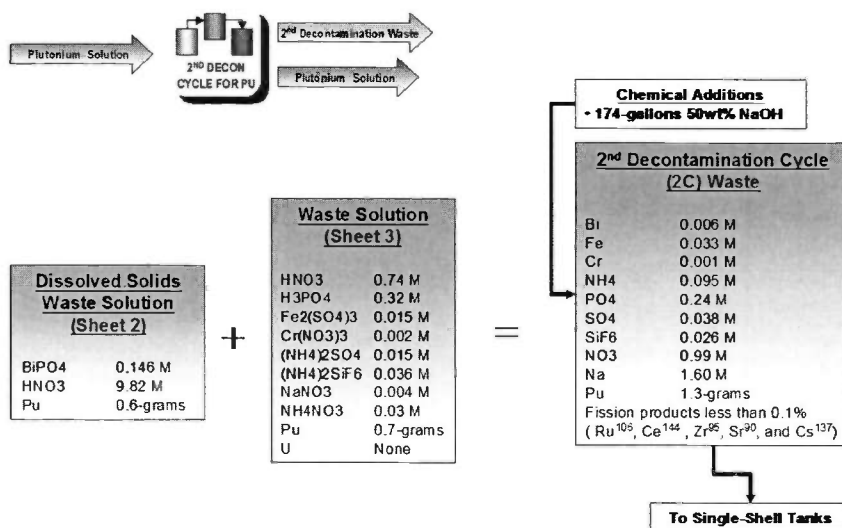 Plutonium Solution
2ND DECON
CYCLE FOR PU
2nd Decontamination Waste
Plutonium Solution
Chemical Additions
• 174-gallons 50wt% NaOH
Dissolved Solids
Waste Solution
(Sheet 2)
BiPO4 0.146 M
HNO3 9.82 M
Pu 0.6-grams
+
Waste Solution
(Sheet 3)
HNO3 0.74 M
H3PO4 0.32 M
Fe2(SO4)3 0.015 M
Cr(NO3)3 0.002 M
(NH4)2SO4 0.015 M
(NH4)2SiF6 0.036 M
NaNO3 0.004 M
NH4NO3 0.03 M
Pu 0.7-grams
U None
=
2nd Decontamination Cycle
(2C) Waste
Bi 0.006 M
Fe 0.033 M
Cr 0.001 M
NH4 0.095 M
PO4 0.24 M
SO4 0.038 M
SiF6 0.026 M
NO3 0.99 M
Na 1.60 M
Pu 1.3-grams
Fission products less than 0.1%
( Ru106, Ce144 , Zr95, Sr90, and Cs137)
To Single-Shell Tanks